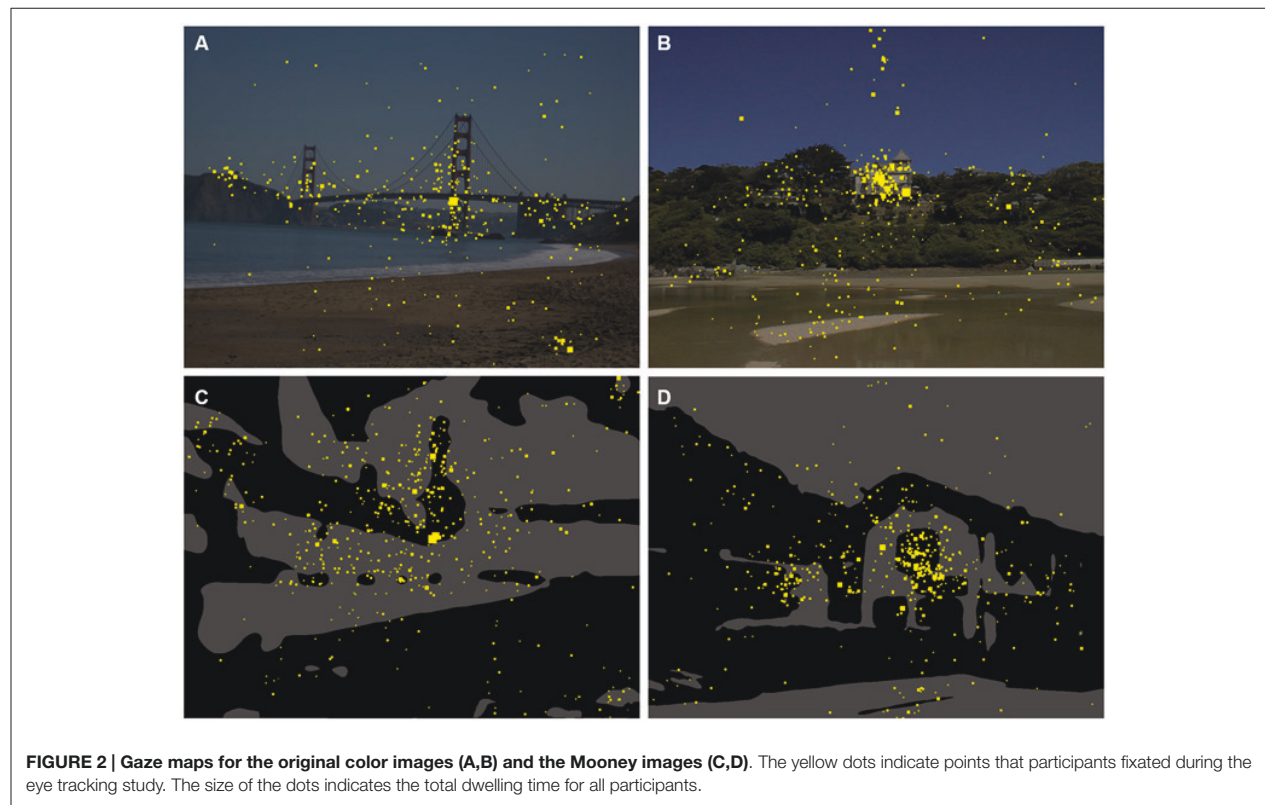 A
B
C
D
FIGURE 2 | Gaze maps for the original color images (A,B) and the Mooney images (C,D). The yellow dots indicate points that participants fixated during the
eye tracking study. The size of the dots indicates the total dwelling time for all participants.